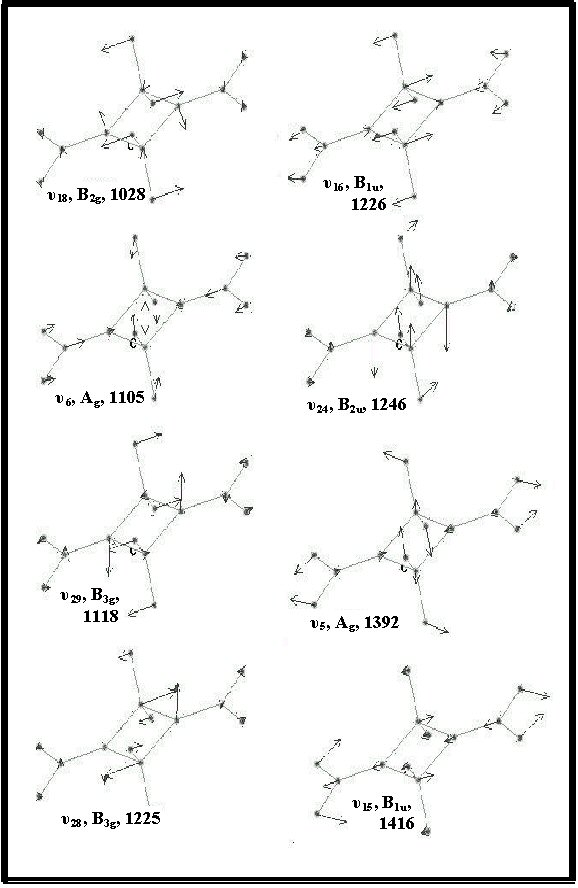 υ18, B2g, 1028
υ16, B1u,
1226
υ6, Ag, 1105
υ24, B2u, 1246
υ29, B3g,
1118
υ5, Ag, 1392
υ28, B3g, 1225
υ15, B1u,
1416